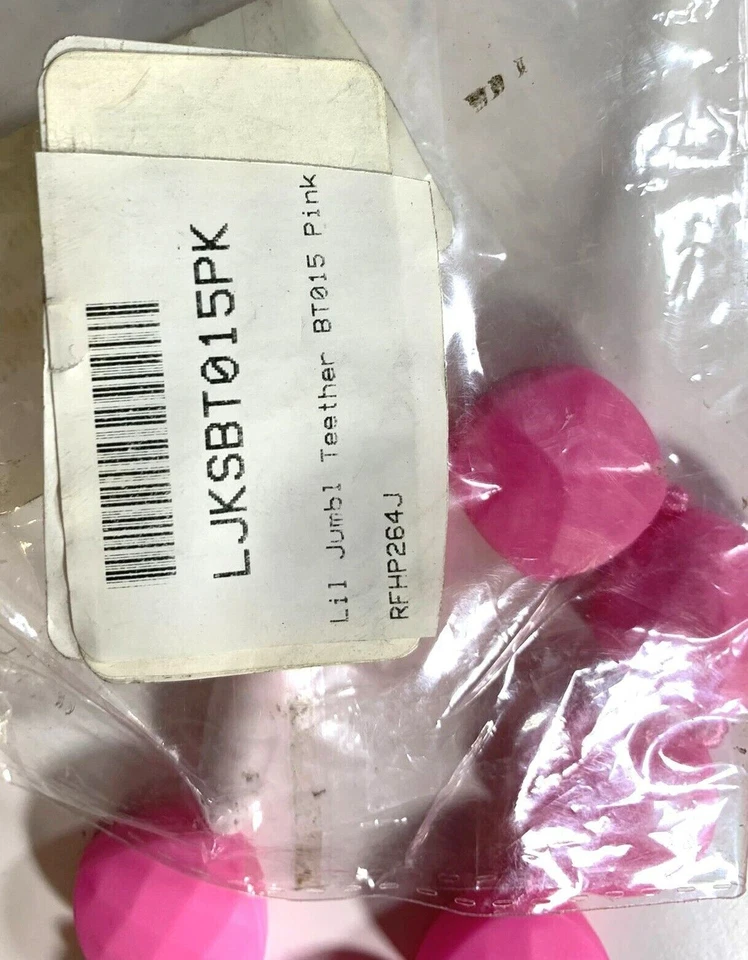 LJKSBT015PK
Lil Jumbl Teether BT015 Pink
RFHP264J